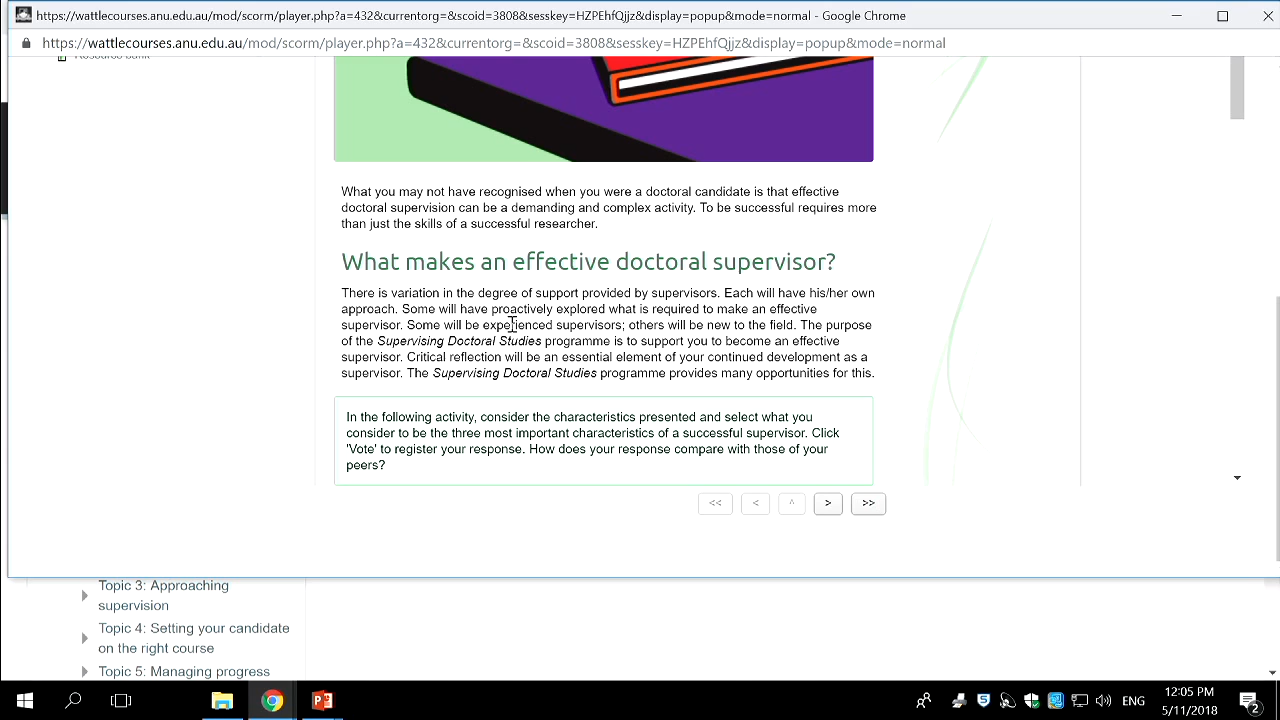 https://wattlecourses.anu.edu.au/mod/scorm/player.php?a=432&currentorg=&scoid=3808&sesskey=HZPEhfQjjz&display=popup&mode=normal - Google Chrome
https://wattlecourses.anu.edu.au/mod/scorm/player.php?a=432&currentorg=&scoid=3808&sesskey=HZPEhfQjjz&display=popup&mode=normal
What you may not have recognised when you were a doctoral candidate is that effective
doctoral supervision can be a demanding and complex activity. To be successful requires more
than just the skills of a successful researcher.
What makes an effective doctoral supervisor?
There is variation in the degree of support provided by supervisors. Each will have his/her own
approach. Some will have proactively explored what is required to make an effective
supervisor. Some will be experienced supervisors; others will be new to the field. The purpose
of the Supervising Doctoral Studies programme is to support you to become an effective
supervisor. Critical reflection will be an essential element of your continued development as a
supervisor. The Supervising Doctoral Studies programme provides many opportunities for this.
In the following activity, consider the characteristics presented and select what you
consider to be the three most important characteristics of a successful supervisor. Click
'Vote' to register your response. How does your response compare with those of your
peers?
<< < ^ > >>
Topic 3: Approaching
supervision
Topic 4: Setting your candidate
on the right course
Topic 5: Managing progress
ENG
12:05 PM
5/11/2018
2